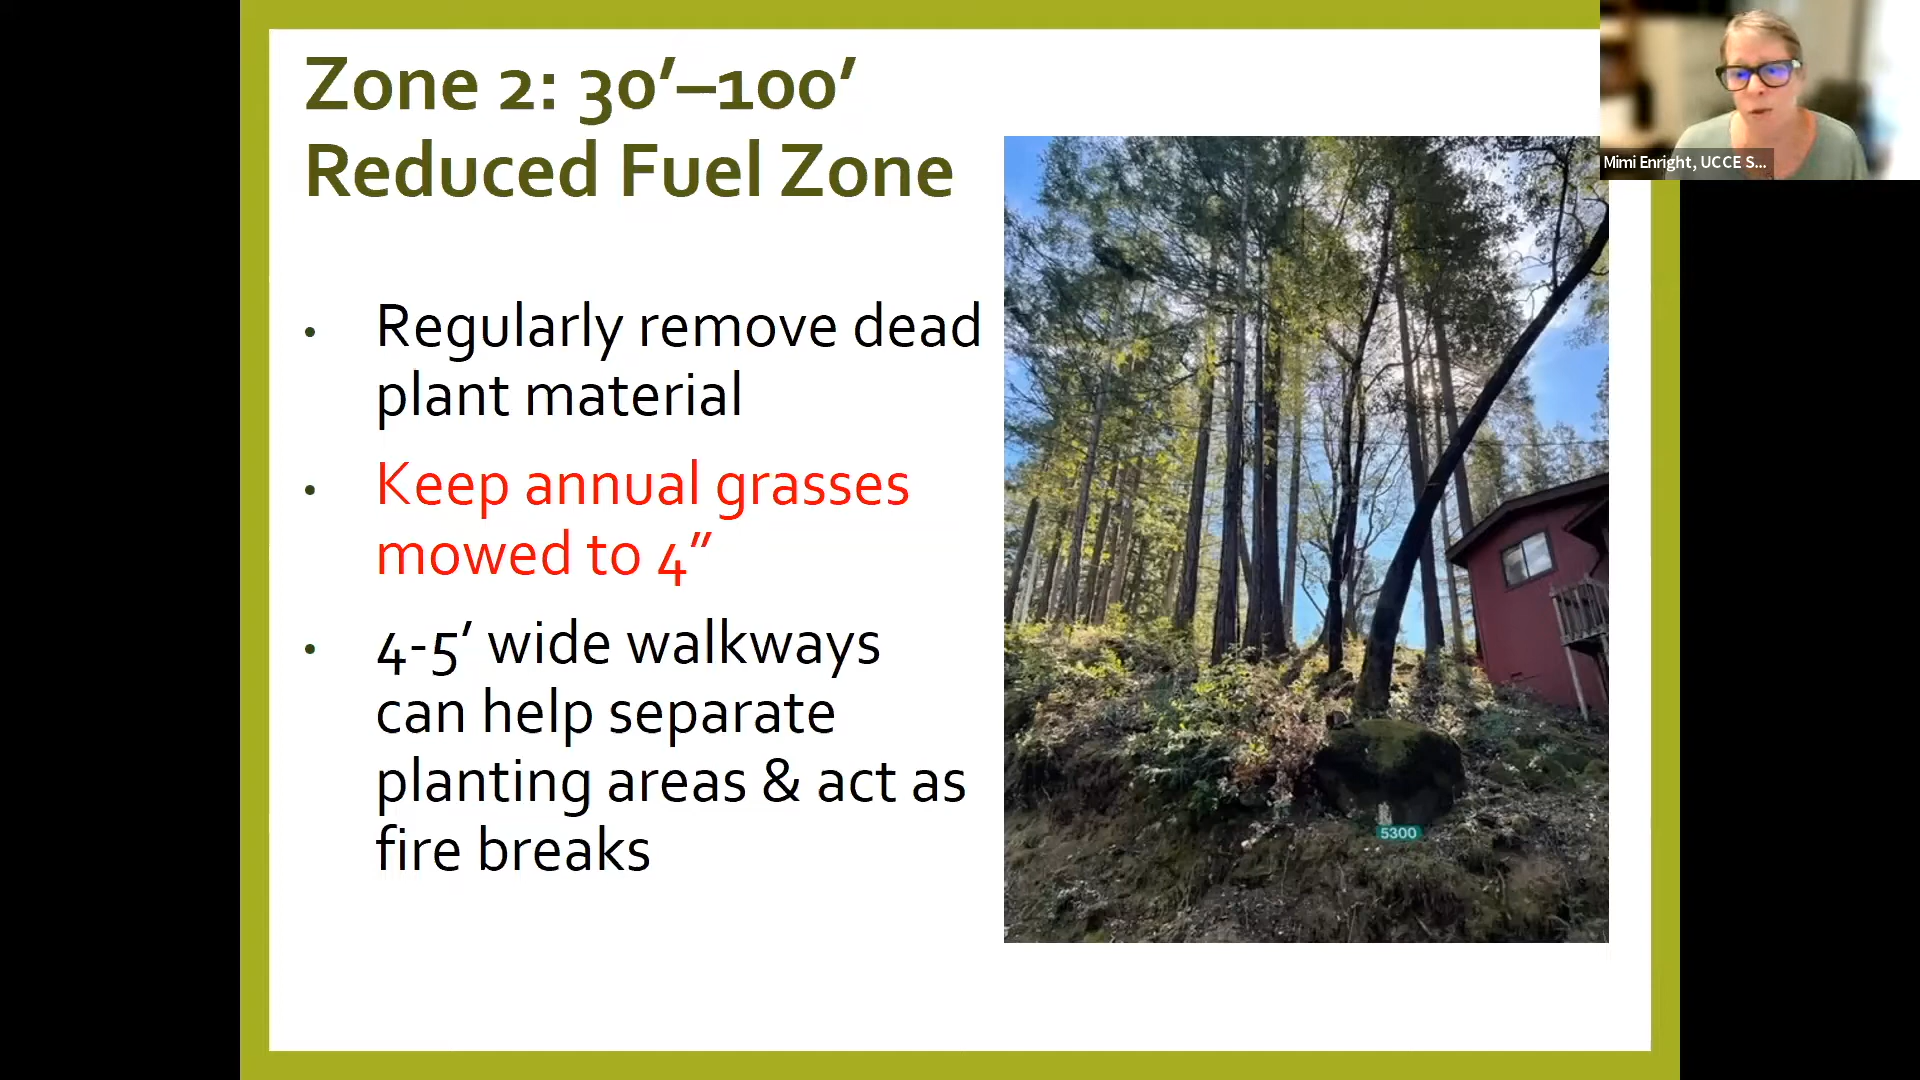 Zone 2: 30’–100’
Reduced Fuel Zone
• Regularly remove dead
plant material
• Keep annual grasses
mowed to 4”
• 4-5’ wide walkways
can help separate
planting areas & act as
fire breaks
5300
Mimi Enright, UCCE S...